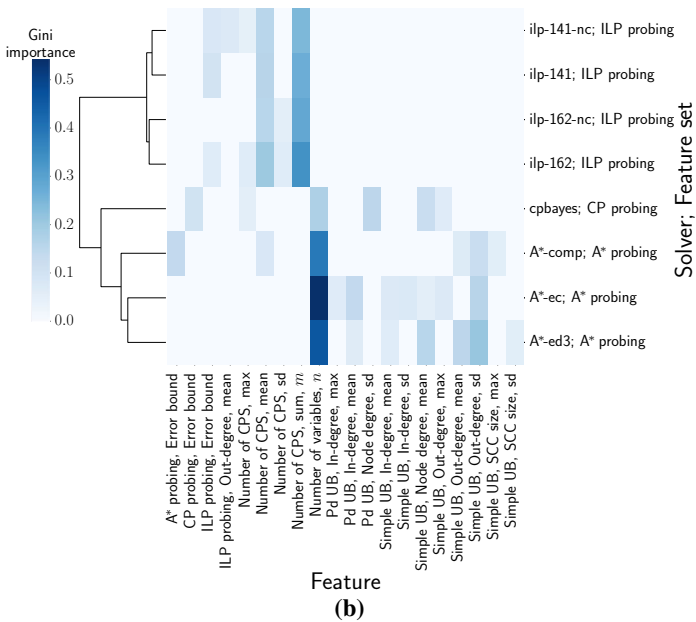 Gini
importance
0.5
0.4
0.3
0.2
0.1
0.0
ilp-141-nc; ILP probing
ilp-141; ILP probing
ilp-162-nc; ILP probing
ilp-162; ILP probing
cpbayes; CP probing
A*-comp; A* probing
A*-ec; A* probing
A*-ed3; A* probing
Solver; Feature set
A* probing, Error bound
CP probing, Error bound
ILP probing, Error bound
ILP probing, Out-degree, mean
Number of CPS, max
Number of CPS, mean
Number of CPS, sd
Number of CPS, sum, m
Number of variables, n
Pd UB, In-degree, max
Pd UB, In-degree, mean
Pd UB, Node degree, sd
Simple UB, In-degree, mean
Simple UB, In-degree, sd
Simple UB, Node degree, mean
Simple UB, Out-degree, max
Simple UB, Out-degree, mean
Simple UB, Out-degree, sd
Simple UB, SCC size, max
Simple UB, SCC size, sd
Feature
(b)